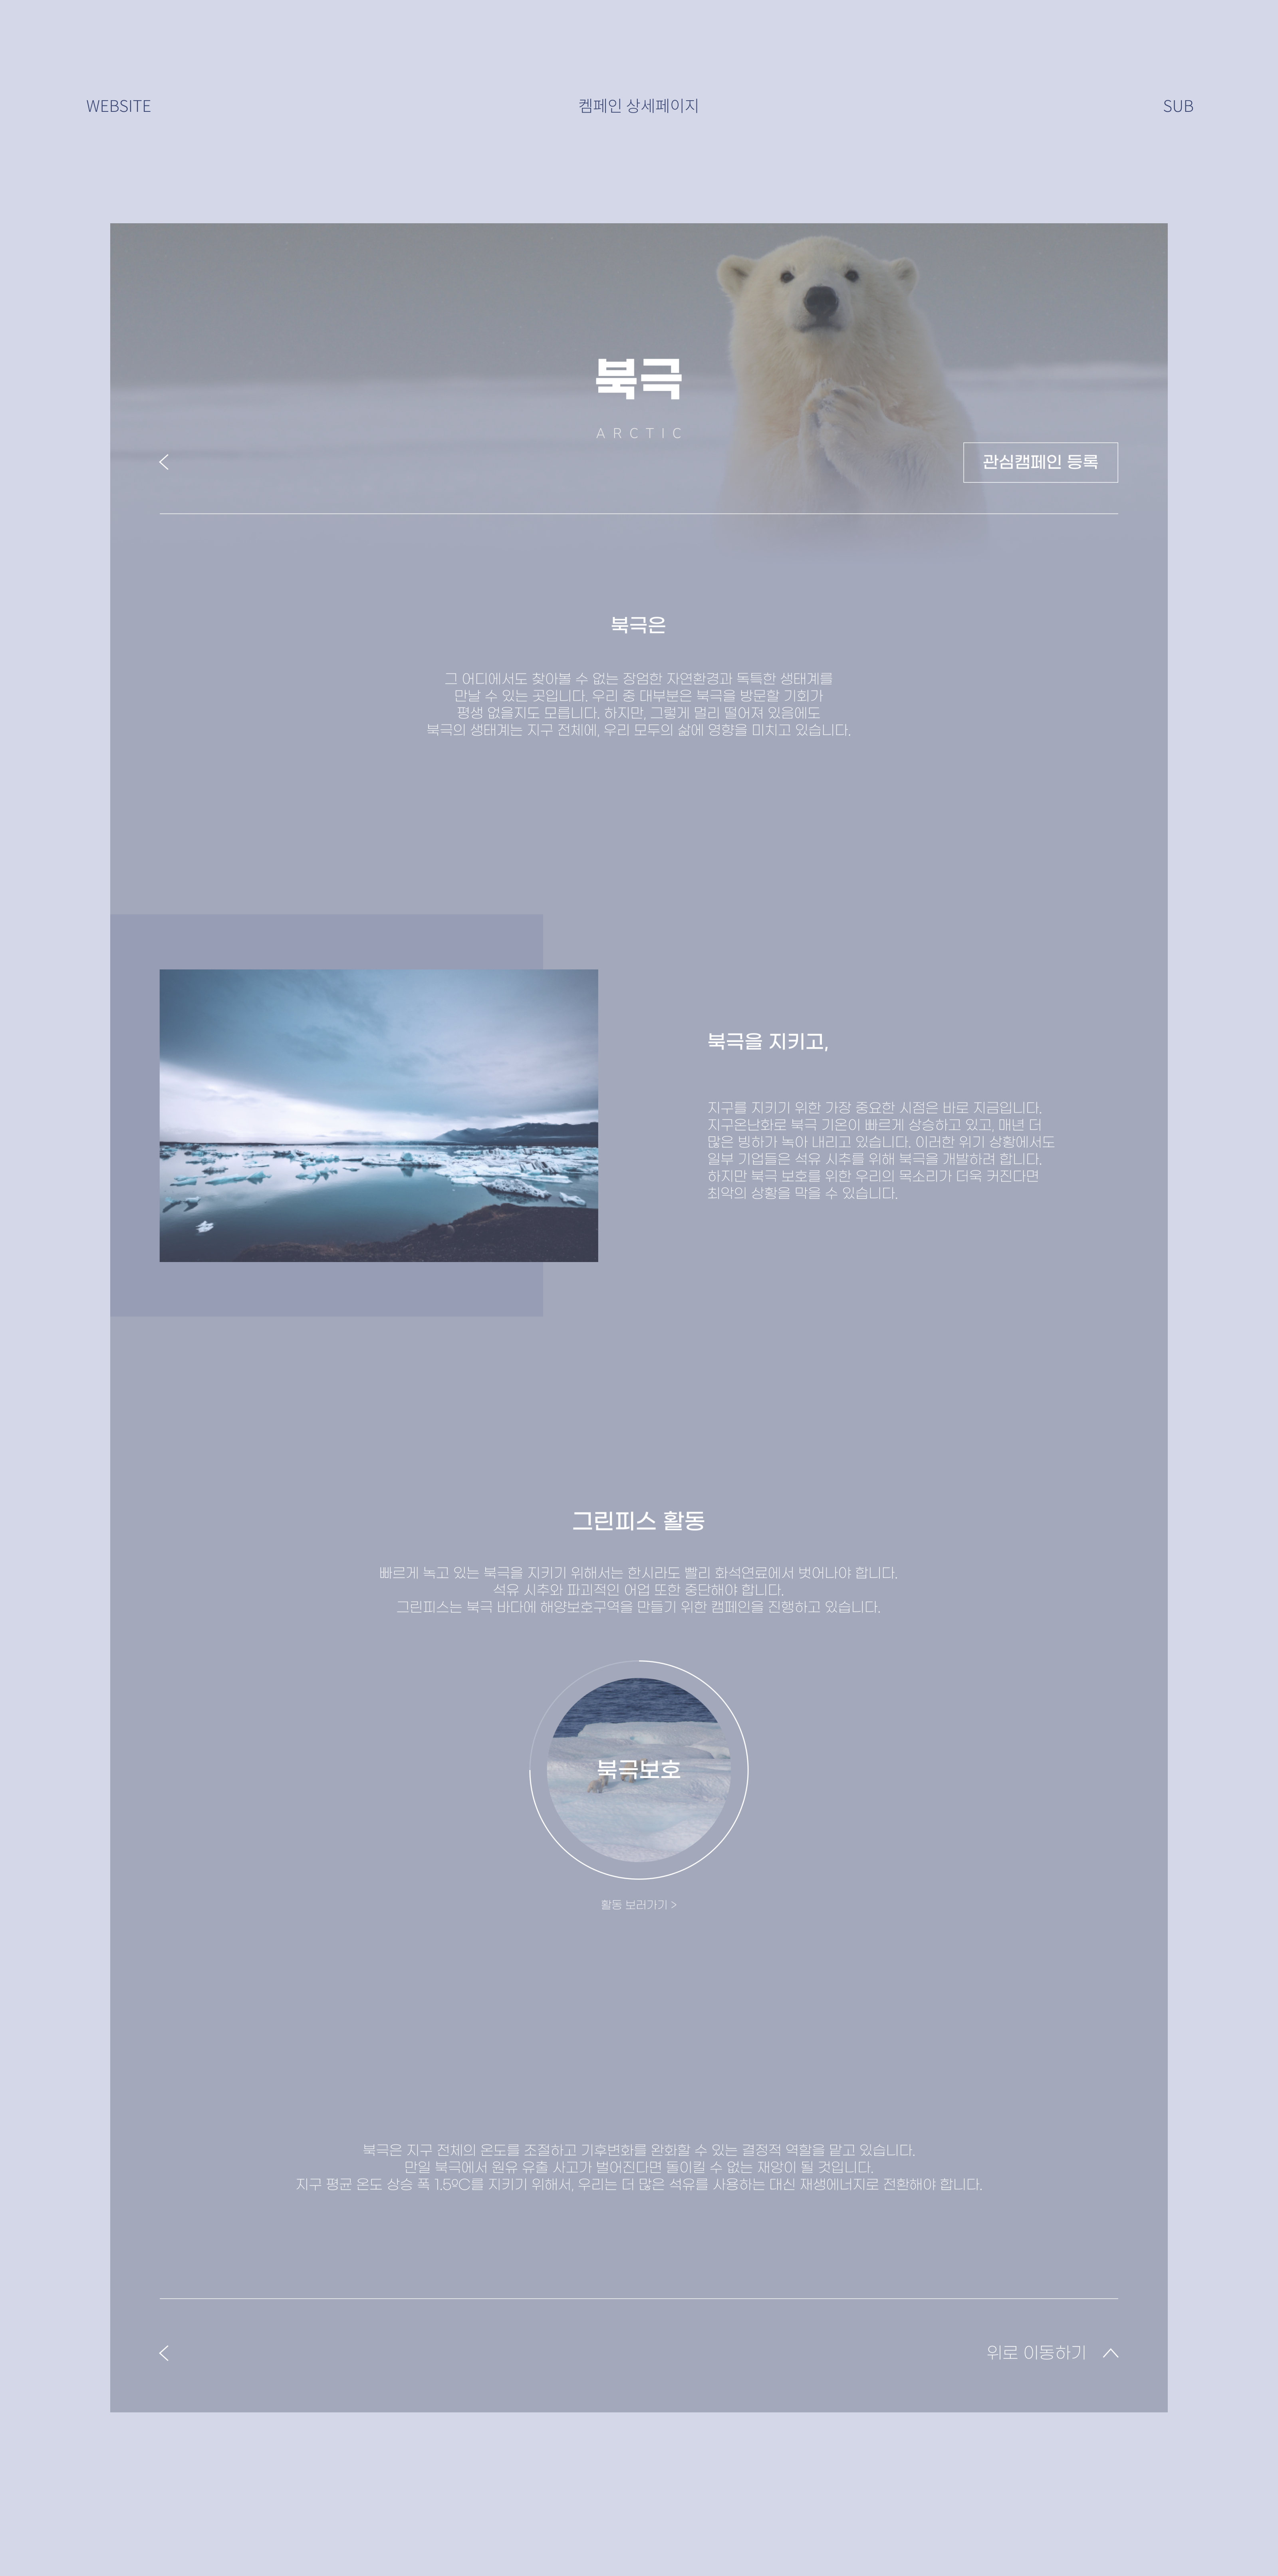 WEBSITE
켐페인 상세페이지
SUB
북극
ARCTIC
관심캠페인 등록
북극은
그 어디에서도 찾아볼 수 없는 장엄한 자연환경과 독특한 생태계를
만날 수 있는 곳입니다. 우리 중 대부분은 북극을 방문할 기회가
평생 없을지도 모릅니다. 하지만, 그렇게 멀리 떨어져 있음에도
북극의 생태계는 지구 전체에, 우리 모두의 삶에 영향을 미치고 있습니다.
북극을 지키고,
지구를 지키기 위한 가장 중요한 시점은 바로 지금입니다.
지구온난화로 북극 기온이 빠르게 상승하고 있고, 매년 더
많은 빙하가 녹아 내리고 있습니다. 이러한 위기 상황에서도
일부 기업들은 석유 시추를 위해 북극을 개발하려 합니다.
하지만 북극 보호를 위한 우리의 목소리가 더욱 커진다면
최악의 상황을 막을 수 있습니다.
그린피스 활동
빠르게 녹고 있는 북극을 지키기 위해서는 한시라도 빨리 화석연료에서 벗어나야 합니다.
석유 시추와 파괴적인 어업 또한 중단해야 합니다.
그린피스는 북극 바다에 해양보호구역을 만들기 위한 캠페인을 진행하고 있습니다.
북극보호
활동 보러가기 >
북극은 지구 전체의 온도를 조절하고 기후변화를 완화할 수 있는 결정적 역할을 맡고 있습니다.
만일 북극에서 원유 유출 사고가 벌어진다면 돌이킬 수 없는 재앙이 될 것입니다.
지구 평균 온도 상승 폭 1.5ºC를 지키기 위해서, 우리는 더 많은 석유를 사용하는 대신 재생에너지로 전환해야 합니다.
위로 이동하기